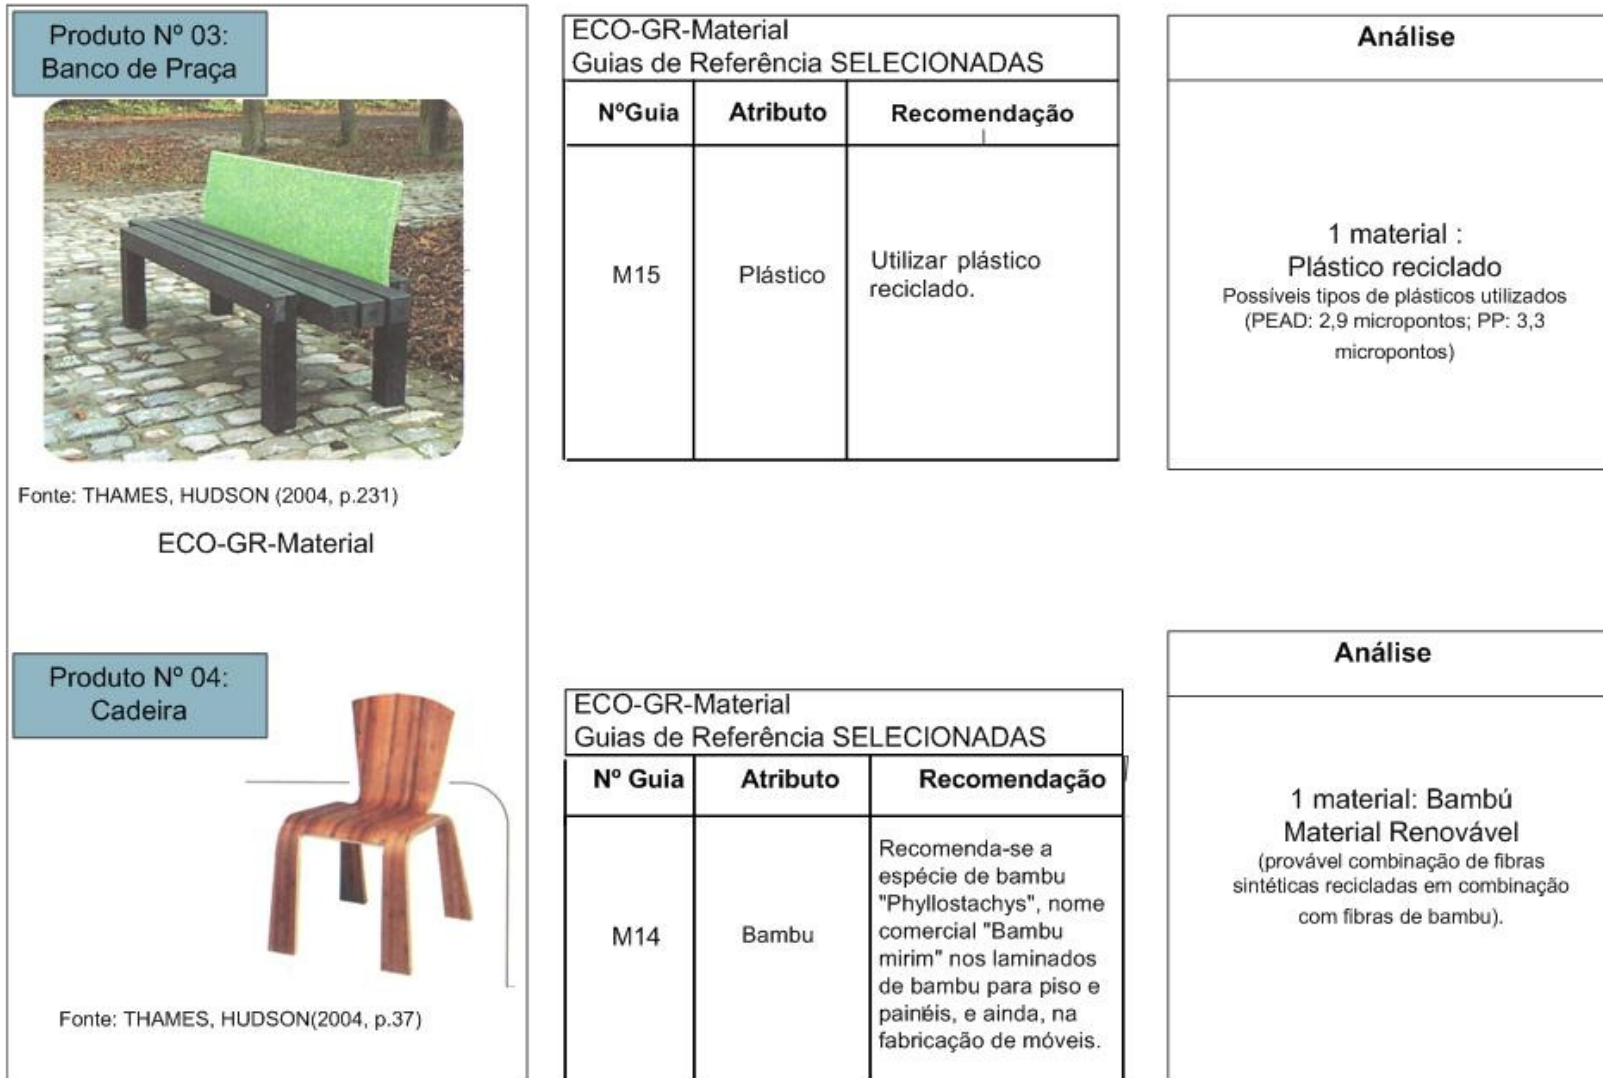 Produto Nº 03:
Banco de Praça
Fonte: THAMES, HUDSON (2004, p.231)
ECO-GR-Material
ECO-GR-Material
Guias de Referência SELECIONADAS
NºGuia Atributo Recomendação
M15 Plástico Utilizar plástico
reciclado.
Análise
1 material :
Plástico reciclado
Possíveis tipos de plásticos utilizados
(PEAD: 2,9 micropontos; PP: 3,3
micropontos)
Produto Nº 04:
Cadeira
Fonte: THAMES, HUDSON(2004, p.37)
ECO-GR-Material
Guias de Referência SELECIONADAS
Nº Guia Atributo Recomendação
M14 Bambu
Recomenda-se a
espécie de bambu
"Phyllostachys", nome
comercial "Bambu
mirim" nos laminados
de bambu para piso e
painéis, e ainda, na
fabricação de móveis.
Análise
1 material: Bambú
Material Renovável
(provável combinação de fibras
sintéticas recicladas em combinação
com fibras de bambu).